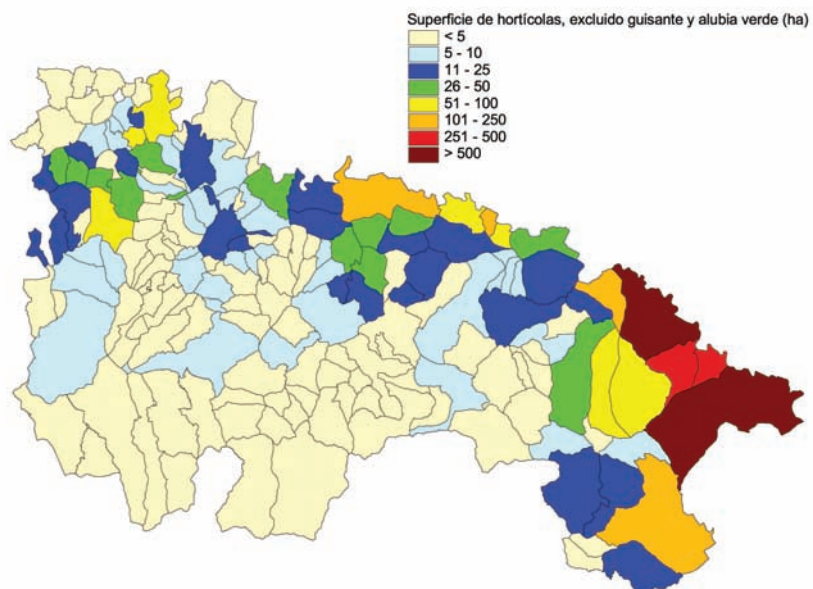 Superficie de hortícolas, excluido guisante y alubia verde (ha)
< 5
5 - 10
11 - 25
26 - 50
51 - 100
101 - 250
251 - 500
> 500